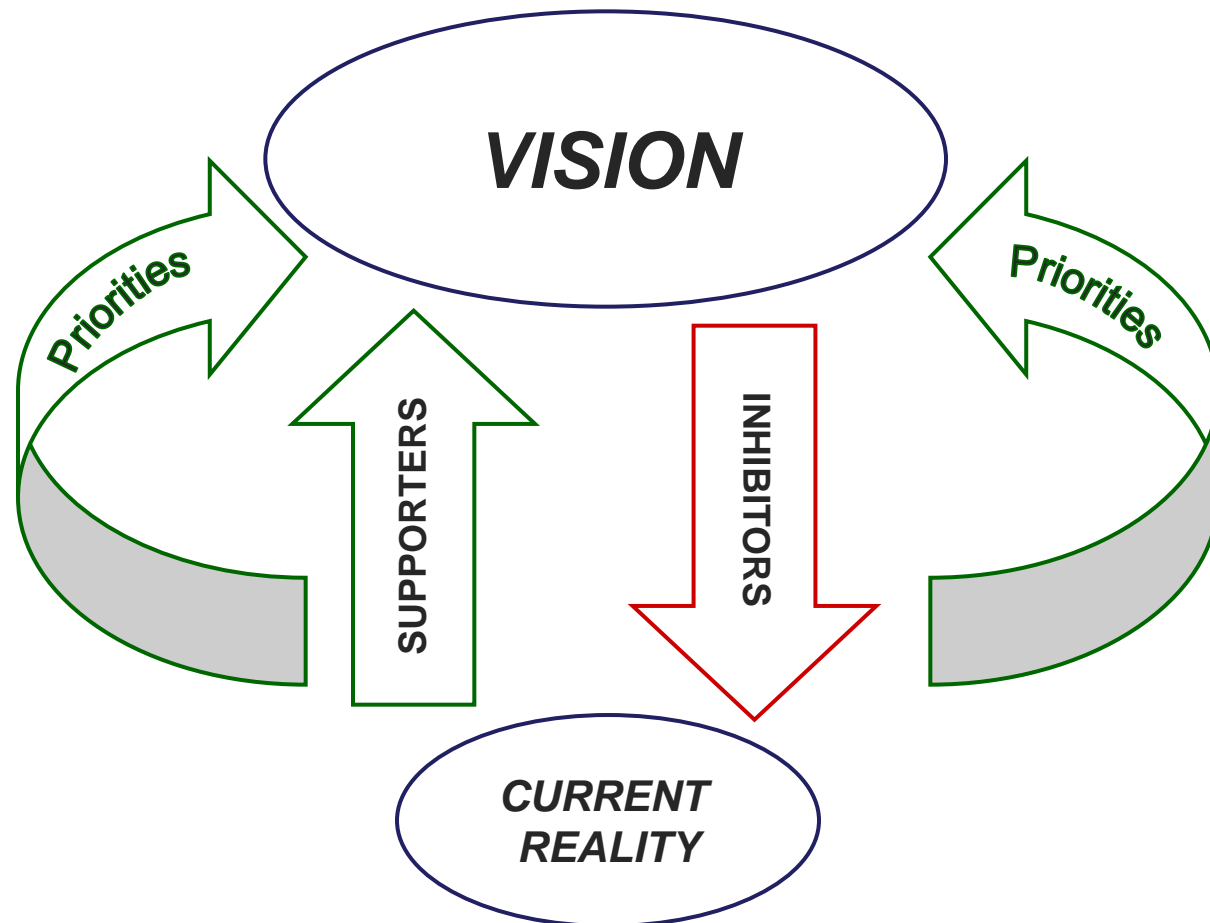 VISION
Priorities
Priorities
SUPPORTERS
INHIBITORS
CURRENT
REALITY